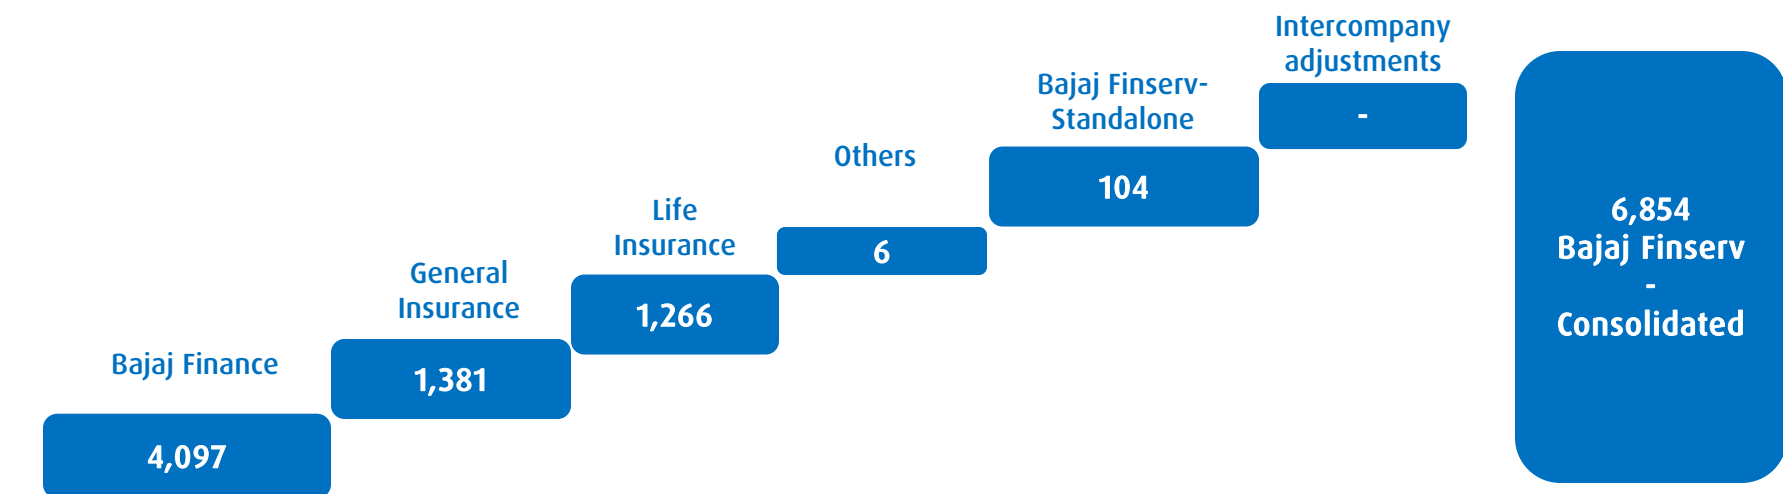 Bajaj Finance
4,097
General
Insurance
1,381
Life
Insurance
1,266
Others
6
Bajaj Finserv-
Standalone
104
Intercompany
adjustments
-
6,854
Bajaj Finserv
-
Consolidated